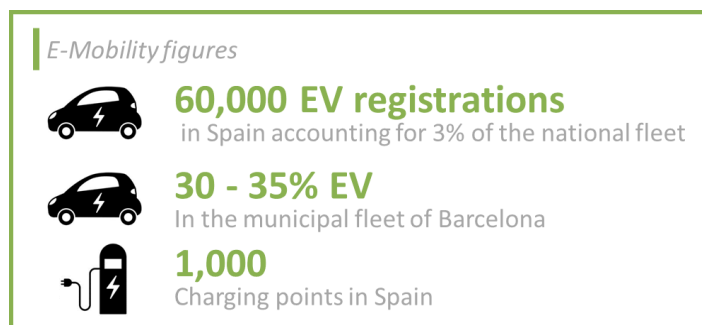 E-Mobility figures
60,000 EV registrations
in Spain accounting for 3% of the national fleet
30 - 35% EV
In the municipal fleet of Barcelona
1,000
Charging points in Spain